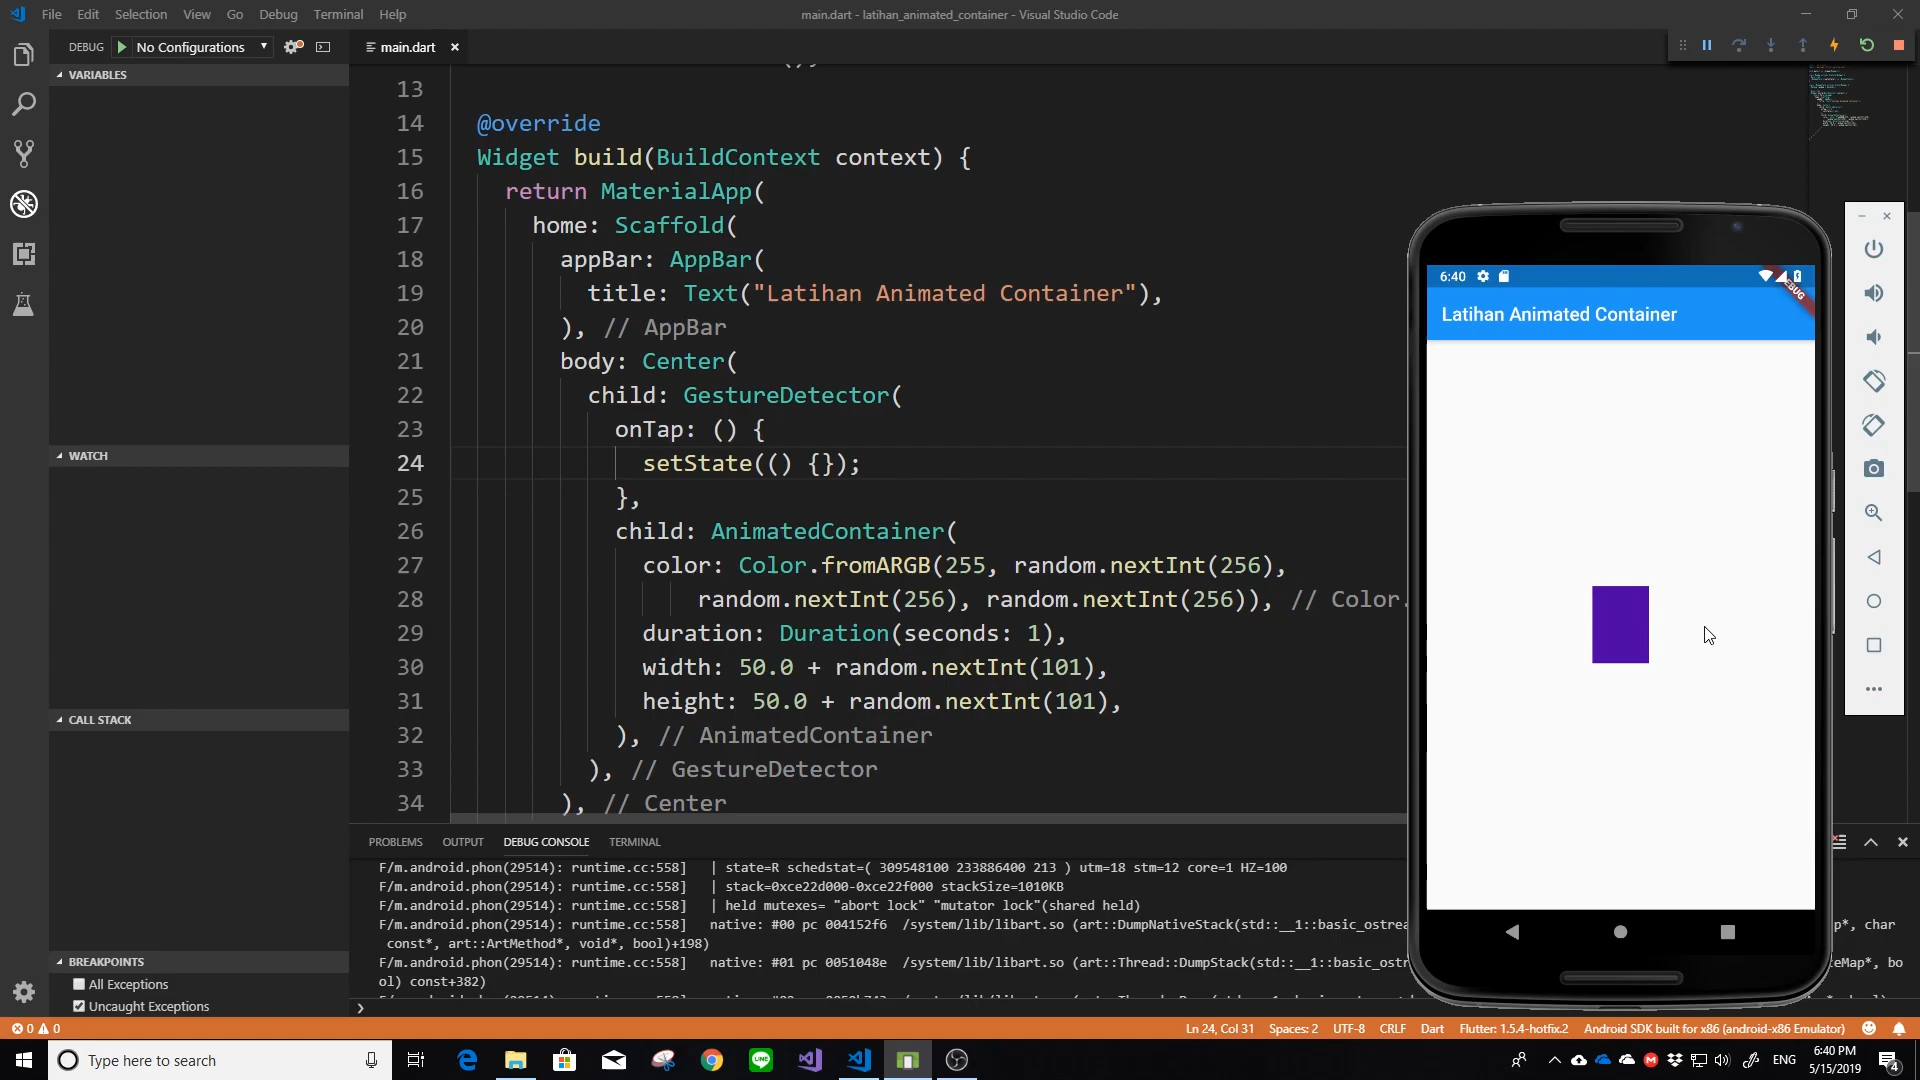 File Edit Selection View Go Debug Terminal Help
main.dart - latihan_animated_container - Visual Studio Code
DEBUG No Configurations
main.dart
VARIABLES
WATCH
CALL STACK
BREAKPOINTS
All Exceptions
Uncaught Exceptions
13
14 @override
15 Widget build(BuildContext context) {
16 return MaterialApp(
17 home: Scaffold(
18 appBar: AppBar(
19 title: Text("Latihan Animated Container"),
20 ), // AppBar
21 body: Center(
22 child: GestureDetector(
23 onTap: () {
24 setState(() {});
25 },
26 child: AnimatedContainer(
27 color: Color.fromARGB(255, random.nextInt(256),
28 random.nextInt(256), random.nextInt(256)), // Color.
29 duration: Duration(seconds: 1),
30 width: 50.0 + random.nextInt(101),
31 height: 50.0 + random.nextInt(101),
32 ), // AnimatedContainer
33 ), // GestureDetector
34 ), // Center
6:40
Latihan Animated Container
PROBLEMS OUTPUT DEBUG CONSOLE TERMINAL
F/m.android.phon(29514): runtime.cc:558] | state=R schedstat=( 309548100 233886400 213 ) utm=18 stm=12 core=1 HZ=100
F/m.android.phon(29514): runtime.cc:558] | stack=0xce22d000-0xce22f000 stackSize=1010KB
F/m.android.phon(29514): runtime.cc:558] | held mutexes= "abort lock" "mutator lock"(shared held)
F/m.android.phon(29514): runtime.cc:558] native: #00 pc 004152f6 /system/lib/libart.so (art::DumpNativeStack(std::__1::basic_ostrea p*, char
const*, art::ArtMethod*, void*, bool)+198)
F/m.android.phon(29514): runtime.cc:558] native: #01 pc 0051048e /system/lib/libart.so (art::Thread::DumpStack(std::__1::basic_ostr eMap*, bo
ol) const+382)
0 0 Ln 24, Col 31 Spaces: 2 UTF-8 CRLF Dart Flutter: 1.5.4-hotfix.2 Android SDK built for x86 (android-x86 Emulator)
Type here to search
LINE
ENG
6:40 PM
5/15/2019
4